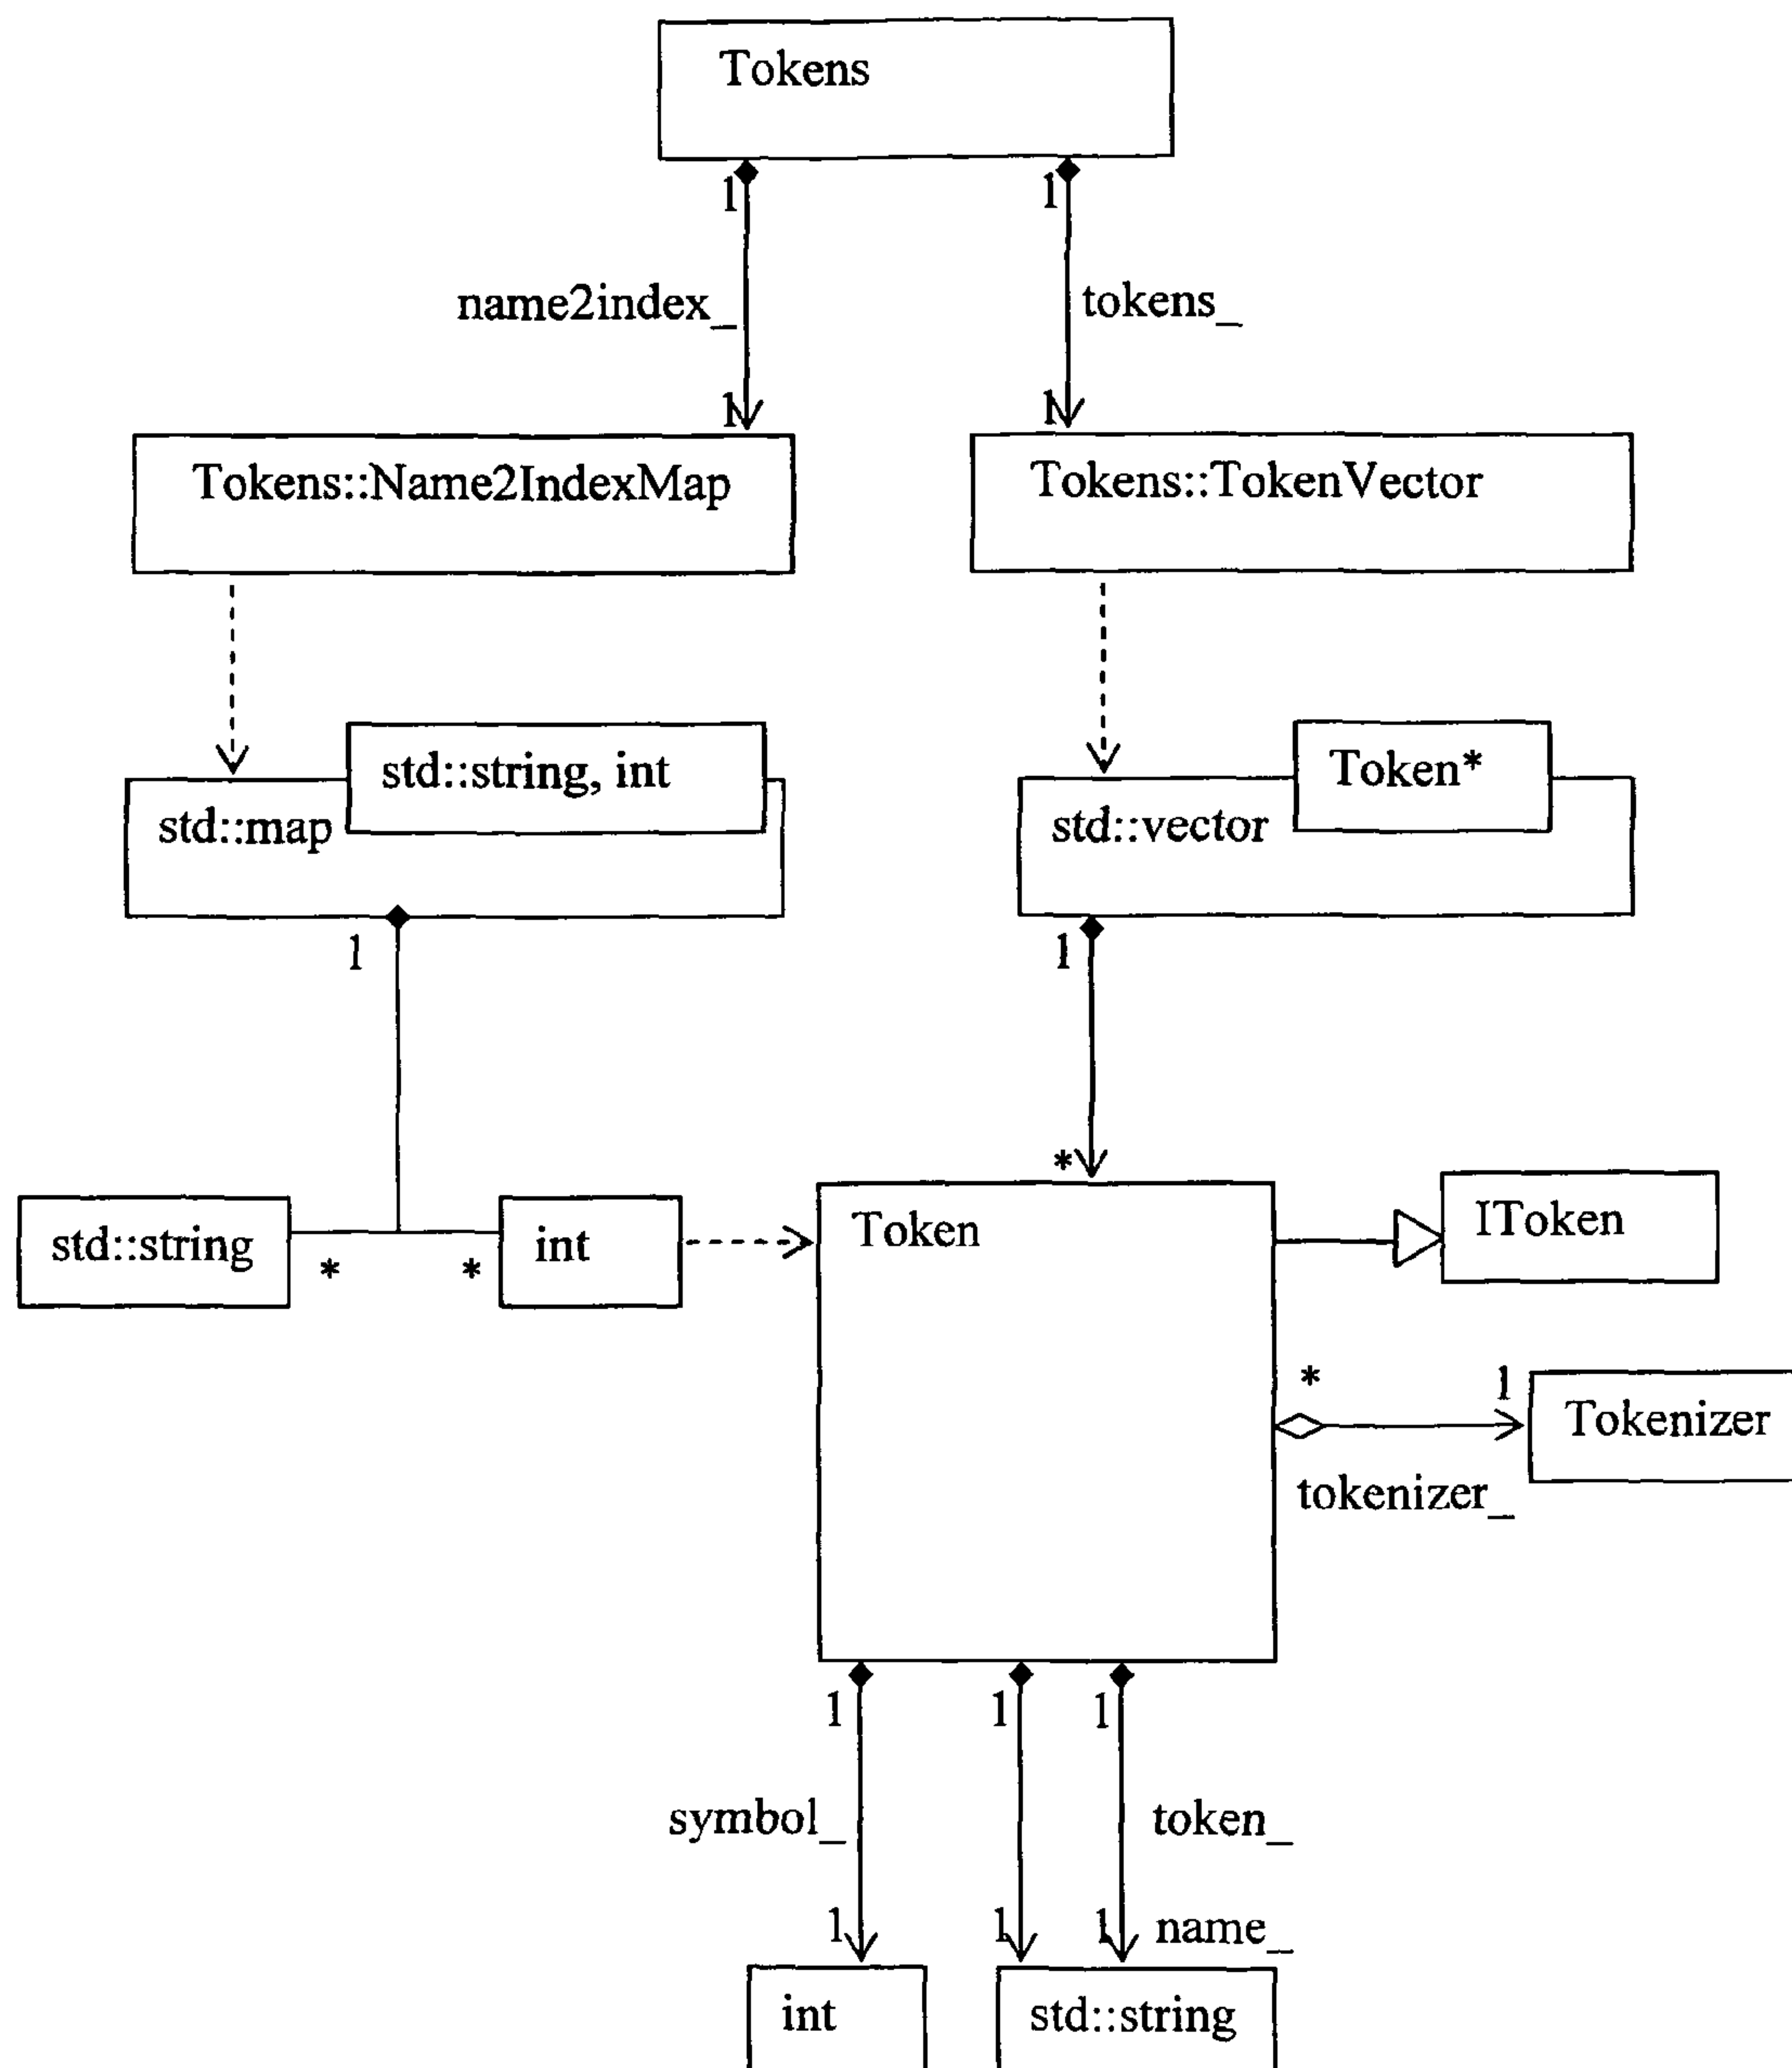 Tokens
1
1
name2index_
tokens_
1
1
Tokens::Name2IndexMap
Tokens::TokenVector
std::string, int
Token*
std::map
std::vector
1
1
*
std::string
*
*
int
Token
IToken
*
1
Tokenizer
tokenizer_
1
1
1
symbol_
token_
1
1
1
name_
int
std::string